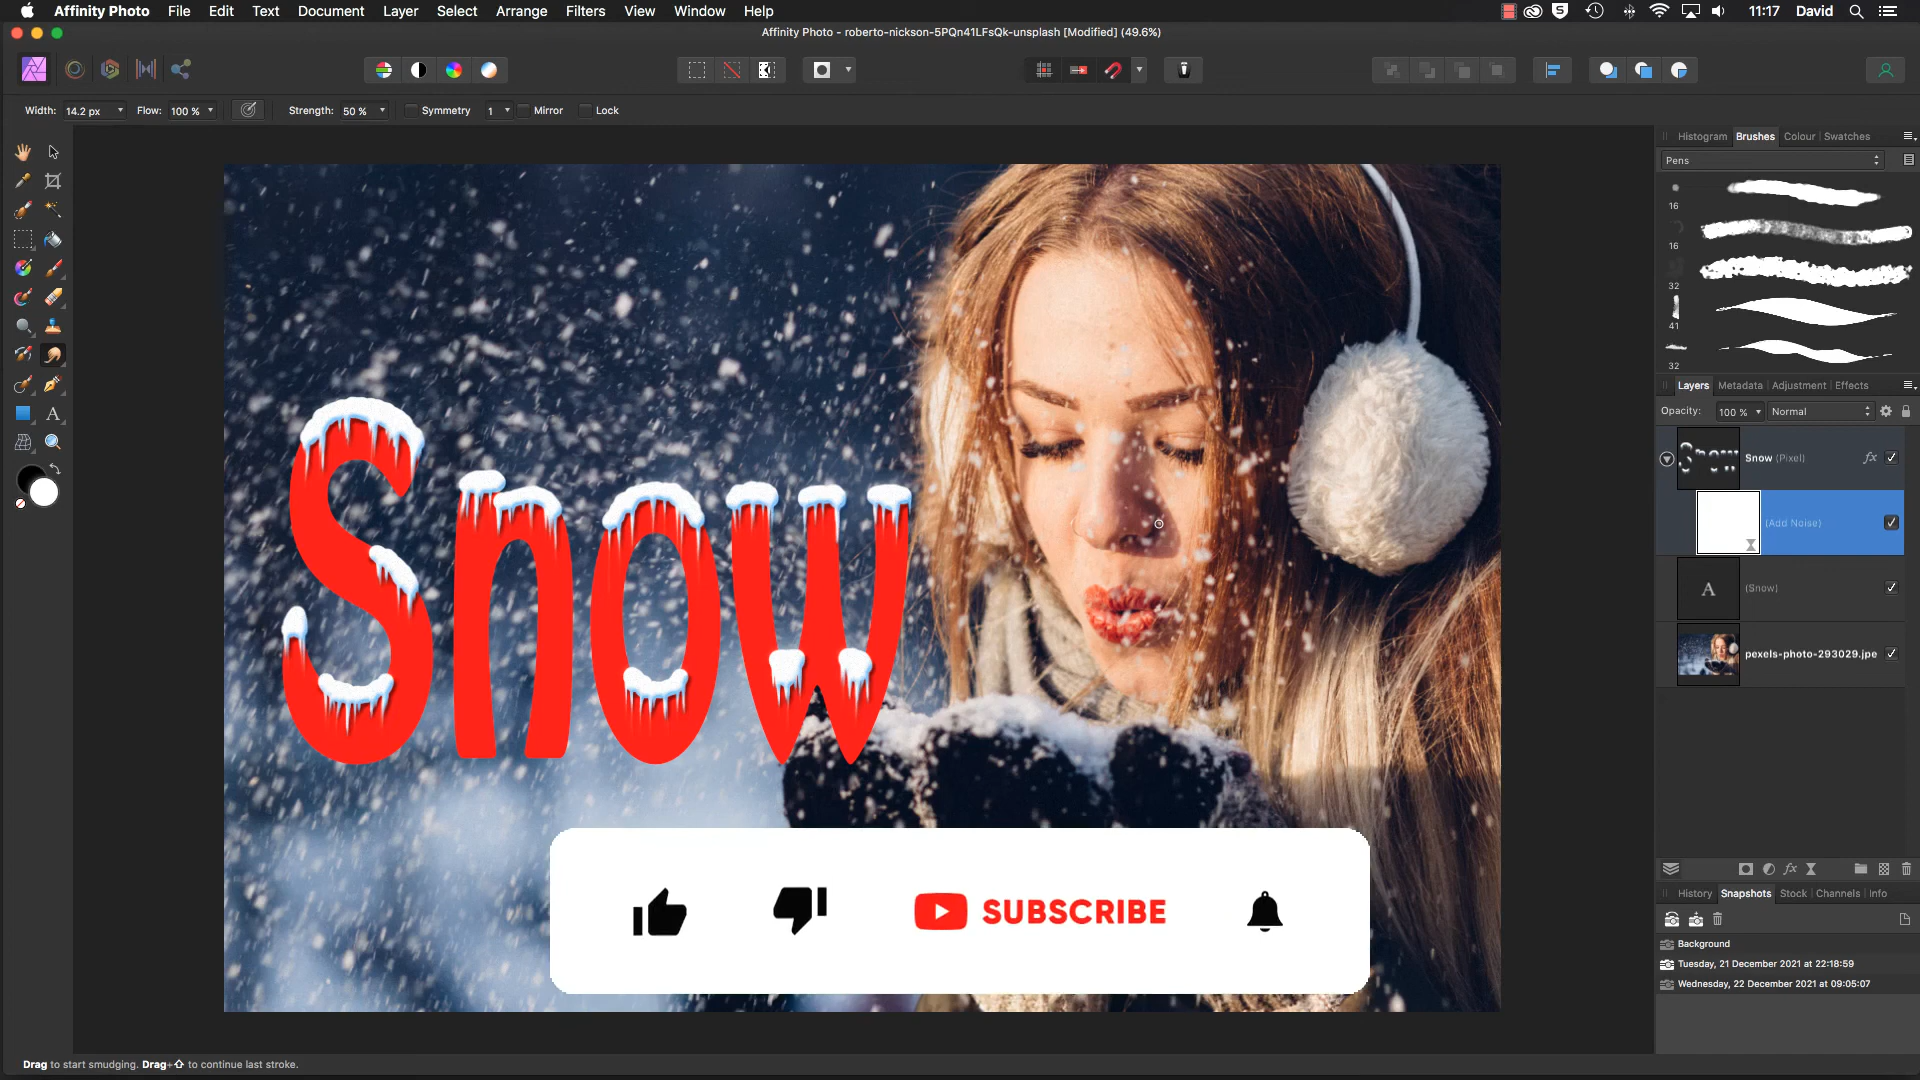 Affinity Photo File Edit Text Document Layer Select Arrange Filters View Window Help 11:17 David
Affinity Photo - roberto-nickson-5PQn41LFsQk-unsplash [Modified] (49.6%)
Width: 14.2 px Flow: 100 % Strength: 50 % Symmetry 1 Mirror Lock
Histogram Brushes Colour Swatches
Pens
16
16
32
41
32
Layers Metadata Adjustment Effects
Opacity: 100 % Normal
Snow (Pixel) fx
(Add Noise)
A (Snow)
pexels-photo-293029.jpe
Snow
SUBSCRIBE
fx
History Snapshots Stock Channels Info
Background
Tuesday, 21 December 2021 at 22:18:59
Wednesday, 22 December 2021 at 09:05:07
Drag to start smudging. Drag+⇧ to continue last stroke.